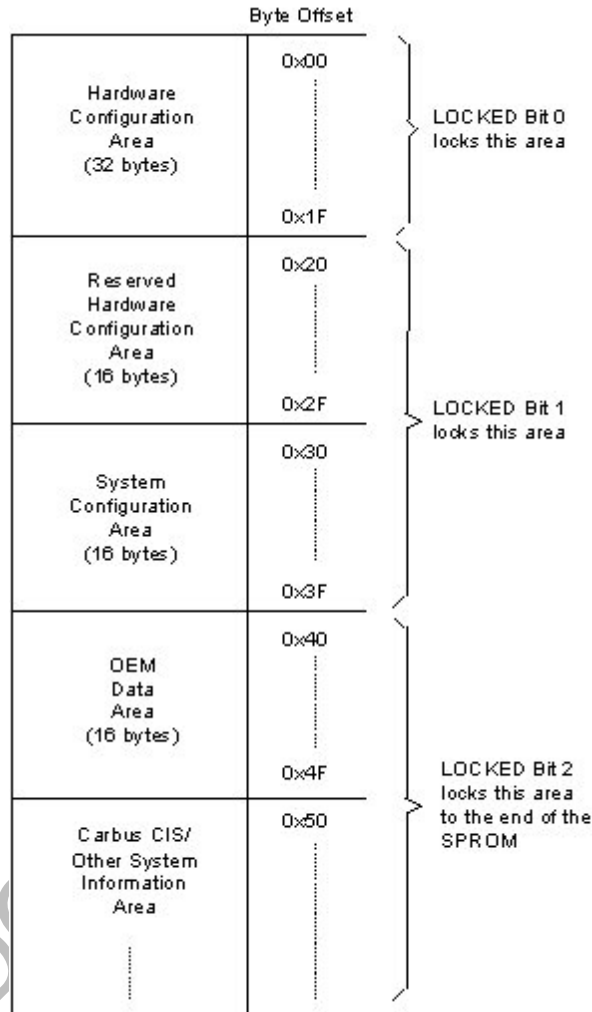 Byte Offset
0x00
Hardware
Configuration
Area
(32 bytes)
LOCKED Bit 0
locks this area
0x1F
0x20
Reserved
Hardware
Configuration
Area
(16 bytes)
0x2F
LOCKED Bit 1
locks this area
0x30
System
Configuration
Area
(16 bytes)
0x3F
0x40
OEM
Data
Area
(16 bytes)
0x4F
LOCKED Bit 2
locks this area
to the end of the
SPROM
0x50
Carbus CIS/
Other System
Information
Area